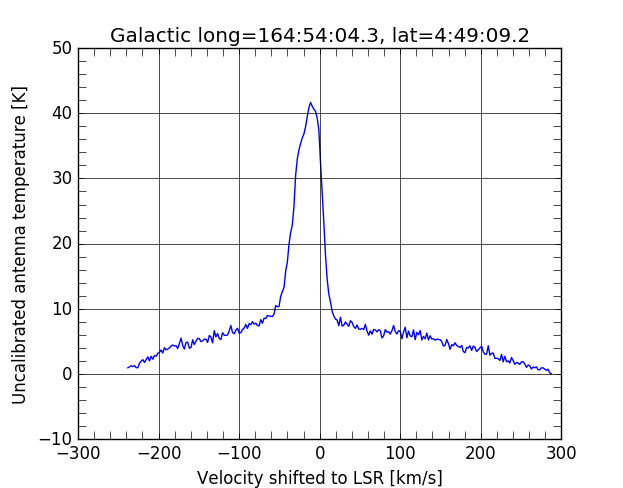 Galactic long=164:54:04.3, lat=4:49:09.2
Uncalibrated antenna temperature [K]
50
40
30
20
10
0
−10
−300 −200 −100 0 100 200 300
Velocity shifted to LSR [km/s]